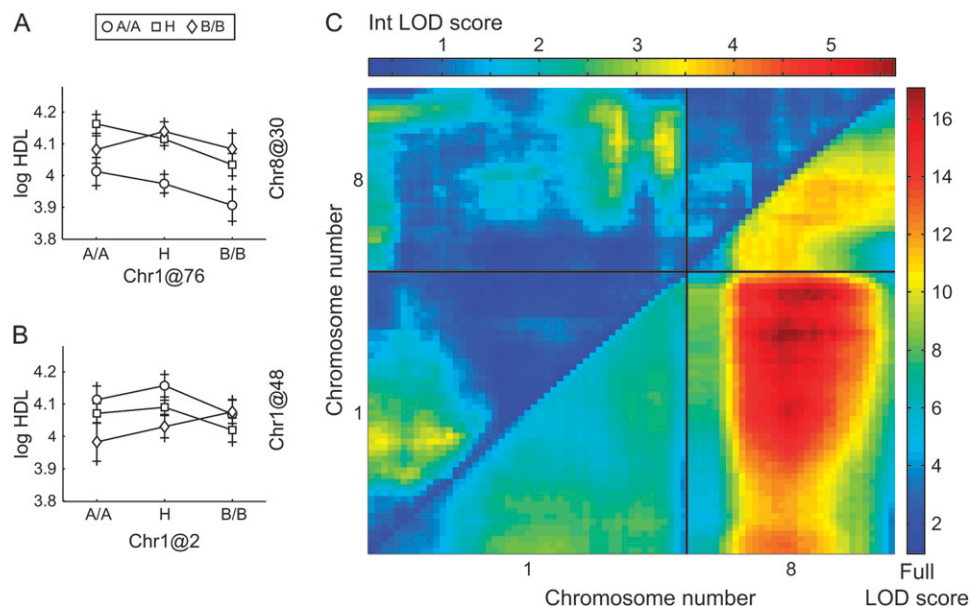 A
A/A H B/B
4.2
4.1
4
3.9
3.8
log HDL
A/A H B/B
Chr1@76
Chr8@30
B
4.2
4.1
4
3.9
3.8
log HDL
A/A H B/B
Chr1@2
Chr1@48
C
Int LOD score
1 2 3 4 5
8
1
Chromosome number
16
14
12
10
8
6
4
2
1 8
Chromosome number
Full
LOD score